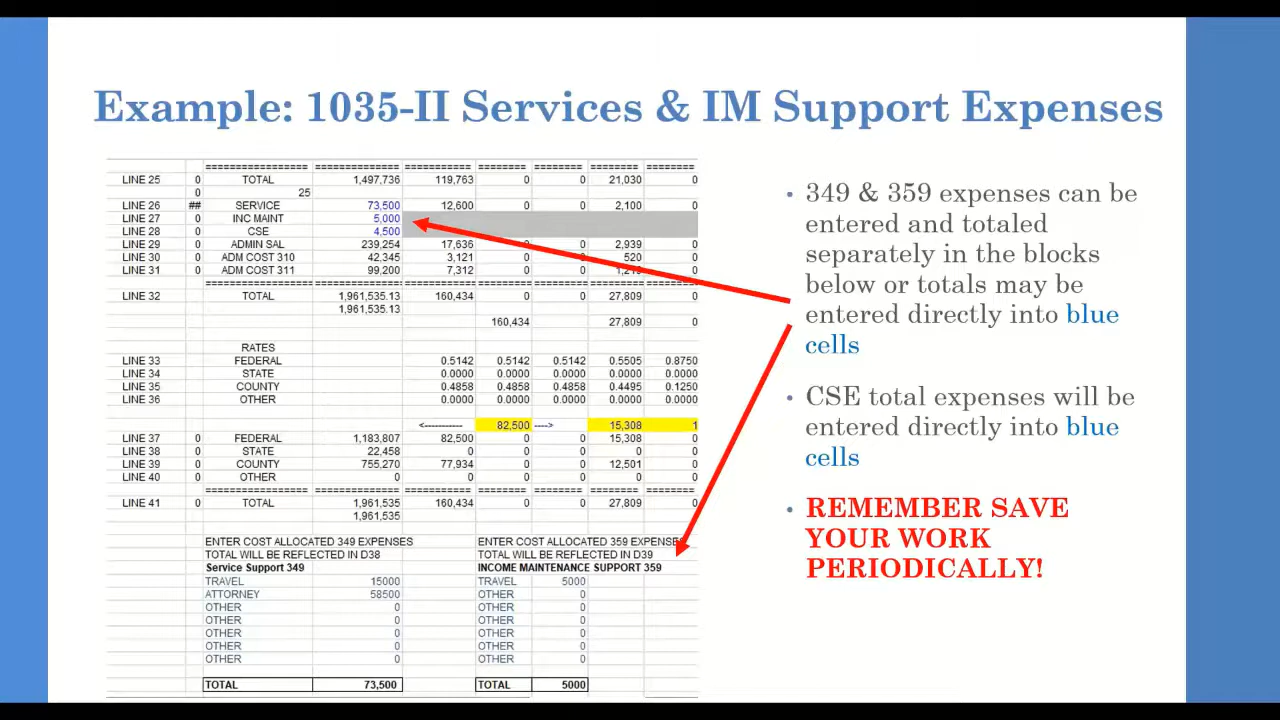 Example: 1035-II Services & IM Support Expenses
================ ============== =========== ======== ======== ======== ========
LINE 25 0 TOTAL 1,497,736 119,763 0 0 21,030 0
0 25
LINE 26 ## SERVICE 73,500 12,600 0 0 2,100 0
LINE 27 0 INC MAINT 5,000
LINE 28 0 CSE 4,500
LINE 29 0 ADMIN SAL 239,254 17,636 0 0 2,939 0
LINE 30 0 ADM COST 310 42,345 3,121 0 0 520 0
LINE 31 0 ADM COST 311 99,200 7,312 0 0 0
================ ============== =========== ======== ======== ======== ========
LINE 32 0 TOTAL 1,961,535.13 160,434 0 0 27,809 0
1,961,535.13
160,434 27,809 0
RATES
LINE 33 FEDERAL 0.5142 0.5142 0.5142 0.5505 0.8750
LINE 34 STATE 0.0000 0.0000 0.0000 0.0000 0.0000
LINE 35 COUNTY 0.4858 0.4858 0.4858 0.4495 0.1250
LINE 36 OTHER 0.0000 0.0000 0.0000 0.0000 0.0000
<----------- 82,500 ----> 15,308 1
LINE 37 0 FEDERAL 1,183,807 82,500 0 0 15,308 0
LINE 38 0 STATE 22,458 0 0 0 0 0
LINE 39 0 COUNTY 755,270 77,934 0 0 12,501 0
LINE 40 0 OTHER 0 0 0 0 0 0
================ ============== =========== ======== ======== ======== ========
LINE 41 0 TOTAL 1,961,535 160,434 0 0 27,809 0
1,961,535
ENTER COST ALLOCATED 349 EXPENSES ENTER COST ALLOCATED 359 EXPENSES
TOTAL WILL BE REFLECTED IN D38 TOTAL WILL BE REFLECTED IN D39
Service Support 349 INCOME MAINTENANCE SUPPORT 359
TRAVEL 15000 TRAVEL 5000
ATTORNEY 58500 OTHER 0
OTHER 0 OTHER 0
OTHER 0 OTHER 0
OTHER 0 OTHER 0
OTHER 0 OTHER 0
OTHER 0 OTHER 0
TOTAL 73,500 TOTAL 5000
• 349 & 359 expenses can be
entered and totaled
separately in the blocks
below or totals may be
entered directly into blue
cells
• CSE total expenses will be
entered directly into blue
cells
• REMEMBER SAVE
YOUR WORK
PERIODICALLY!